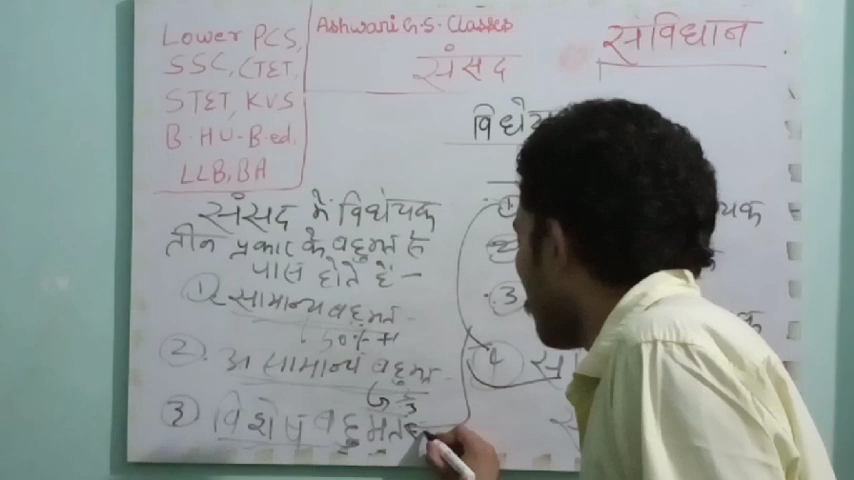 Lower PCS,
SSC, CTET,
STET, KVS
B.H.U-B.ed.
LLB, BA
Ashwani G.S. Classes
संसद
संविधान
संसद में विधेयक
तीन प्रकार के बहुमत से
पास होते हैं -
① सामान्य बहुमत
50% +
② असामान्य बहुमत
③ विशेष बहुमत
①
यक
③
④